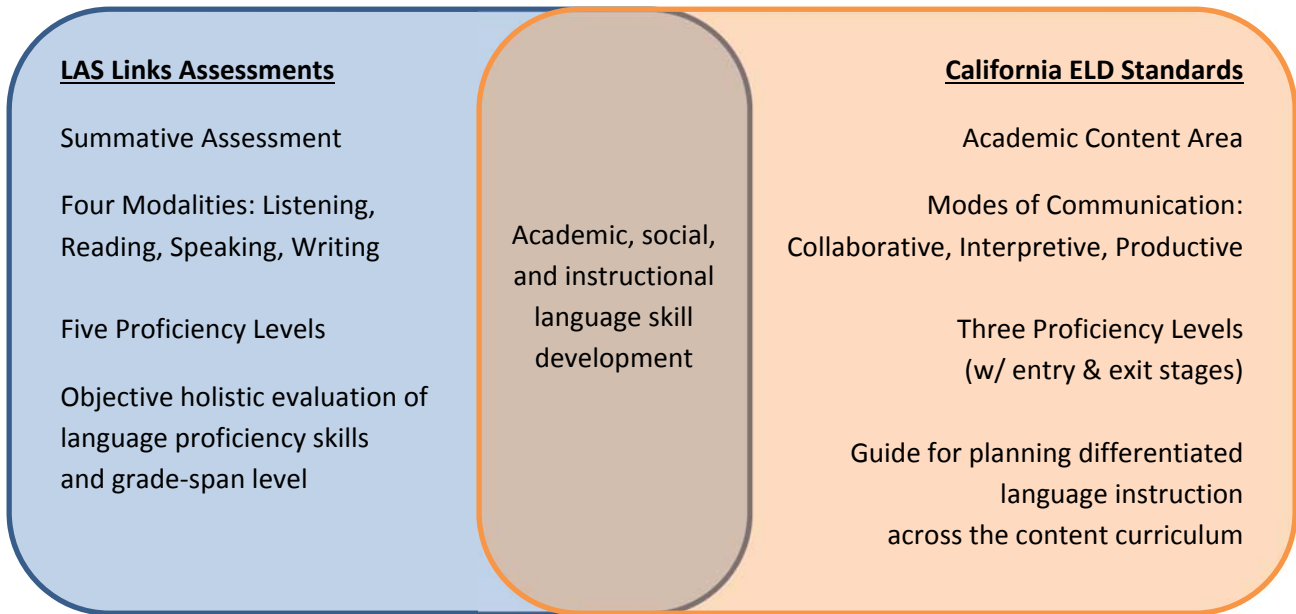 LAS Links Assessments
Summative Assessment
Four Modalities: Listening,
Reading, Speaking, Writing
Five Proficiency Levels
Objective holistic evaluation of
language proficiency skills
and grade-span level
Academic, social,
and instructional
language skill
development
California ELD Standards
Academic Content Area
Modes of Communication:
Collaborative, Interpretive, Productive
Three Proficiency Levels
(w/ entry & exit stages)
Guide for planning differentiated
language instruction
across the content curriculum